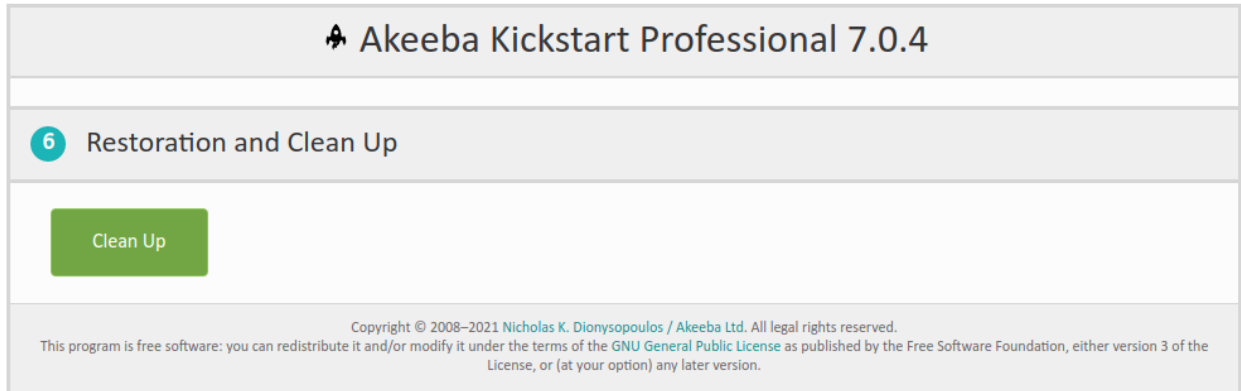 Akeeba Kickstart Professional 7.0.4
6 Restoration and Clean Up
Clean Up
Copyright © 2008–2021 Nicholas K. Dionysopoulos / Akeeba Ltd. All legal rights reserved.
This program is free software: you can redistribute it and/or modify it under the terms of the GNU General Public License as published by the Free Software Foundation, either version 3 of the
License, or (at your option) any later version.